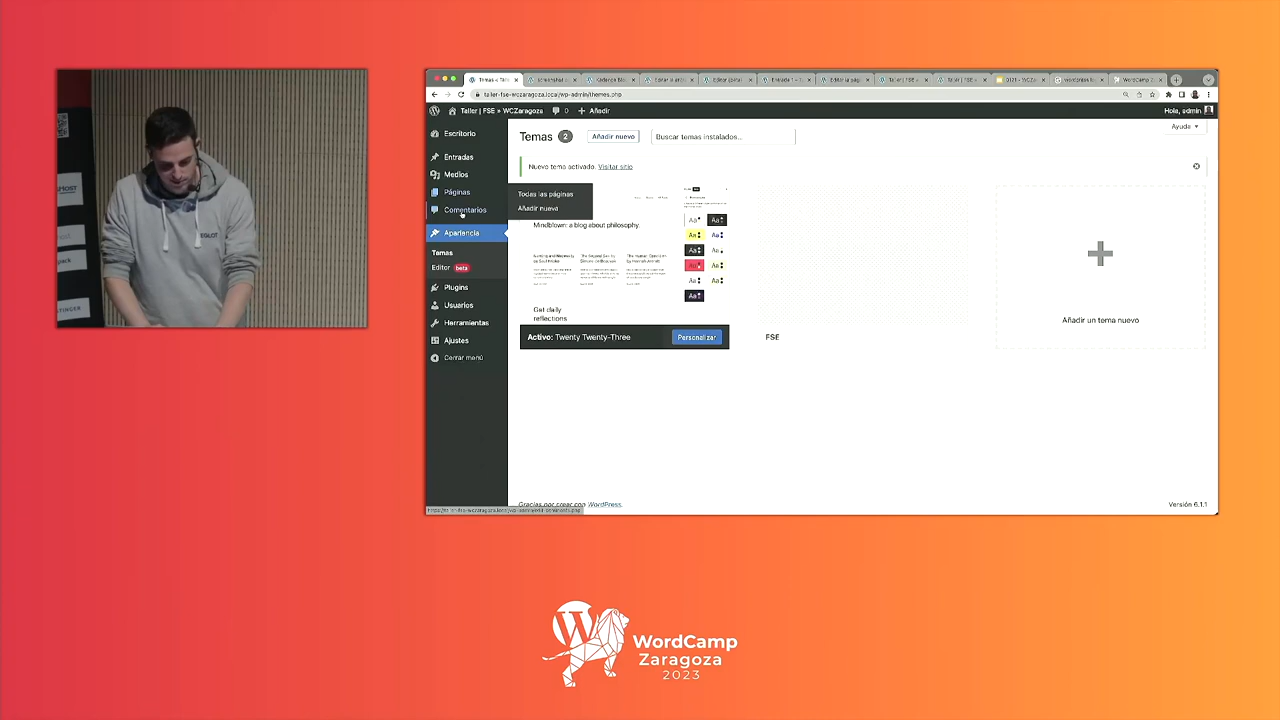 Temas
taller-fse-wczaragoza.local/wp-admin/themes.php
Taller | FSE » WCZaragoza
0
Añadir
Hola, admin
Ayuda
Escritorio
Entradas
Medios
Páginas
Comentarios
Apariencia
Temas
Editor beta
Plugins
Usuarios
Herramientas
Ajustes
Cerrar menú
Todas las páginas
Añadir nueva
Temas 2
Añadir nuevo
Buscar temas instalados...
Nuevo tema activado. Visitar sitio
Mindblown: a blog about philosophy.
Get daily
reflections
Activo: Twenty Twenty-Three
Personalizar
FSE
Añadir un tema nuevo
Gracias por crear con WordPress.
Versión 6.1.1
WordCamp
Zaragoza
2023